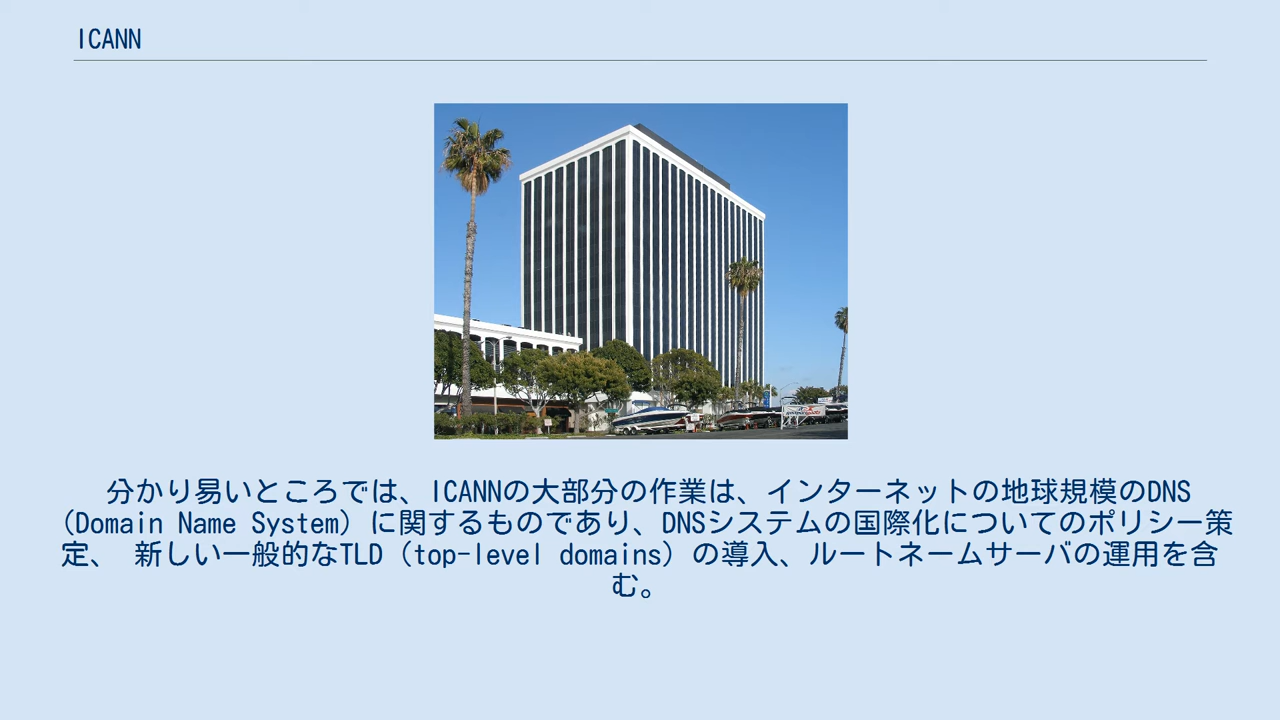 ICANN
分かり易いところでは、ICANNの大部分の作業は、インターネットの地球規模のDNS
(Domain Name System) に関するものであり、DNSシステムの国際化についてのポリシー策
定、 新しい一般的なTLD (top-level domains) の導入、ルートネームサーバの運用を含
む。